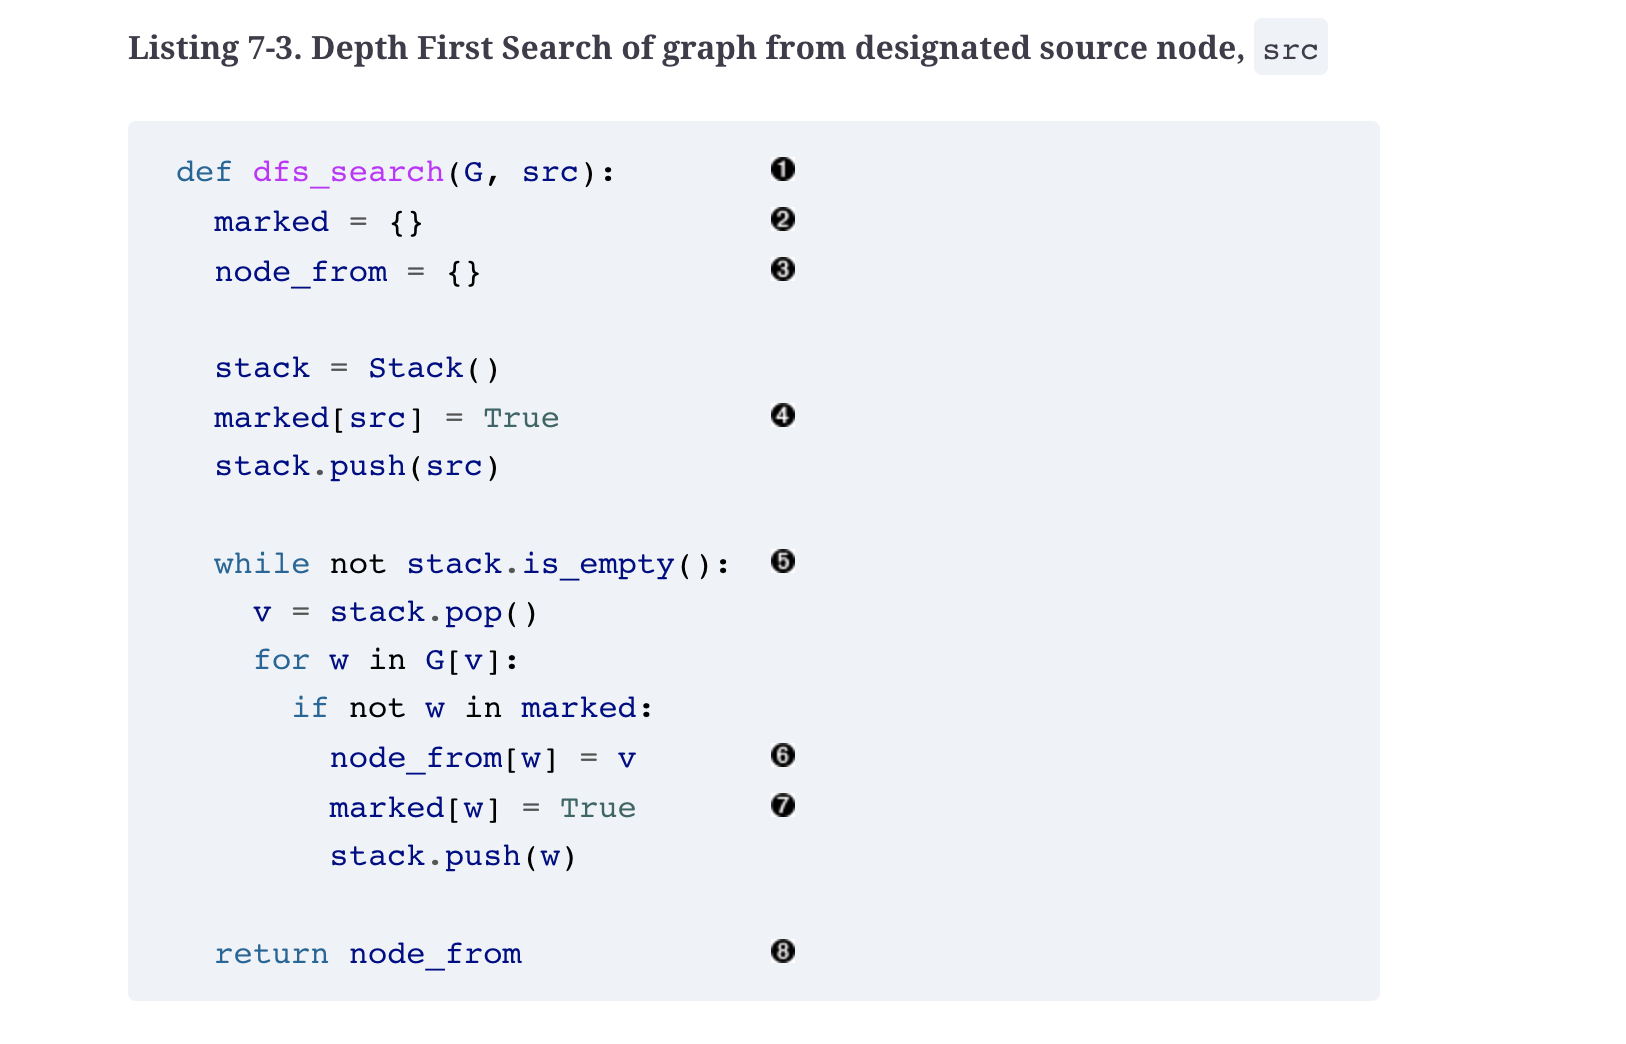 Listing 7-3. Depth First Search of graph from designated source node, src
def dfs_search(G, src): ❶
marked = {} ❷
node_from = {} ❸
stack = Stack()
marked[src] = True ❹
stack.push(src)
while not stack.is_empty(): ❺
v = stack.pop()
for w in G[v]:
if not w in marked:
node_from[w] = v ❻
marked[w] = True ❼
stack.push(w)
return node_from ❽